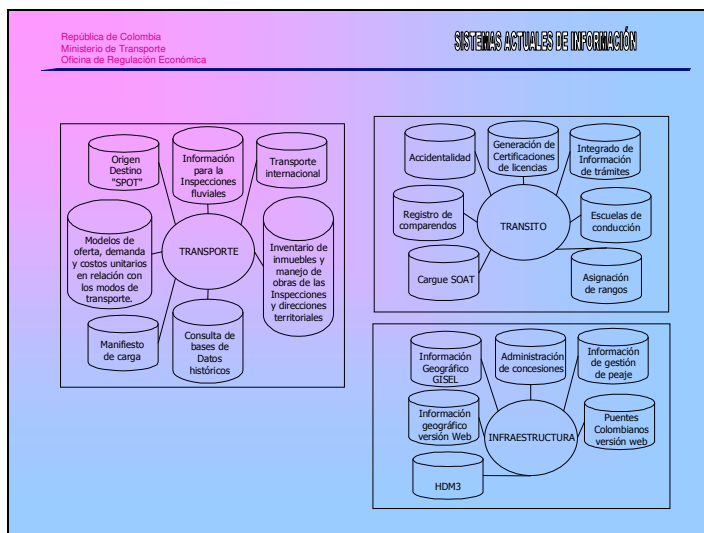 República de Colombia
Ministerio de Transporte
Oficina de Regulación Económica
SISTEMAS ACTUALES DE INFORMACIÓN
Origen
Destino
"SPOT"
Información
para la
Inspecciones
fluviales
Transporte
internacional
Modelos de
oferta, demanda
y costos unitarios
en relación con
los modos de
transporte.
TRANSPORTE
Inventario de
inmuebles y
manejo de
obras de las
Inspecciones
y direcciones
territoriales
Manifiesto
de carga
Consulta de
bases de
Datos
históricos
Accidentalidad
Generación de
Certificaciones
de licencias
Integrado de
Información
de trámites
Registro de
comparendos
TRANSITO
Escuelas de
conducción
Cargue SOAT
Asignación
de rangos
Información
Geográfico
GISEL
Administración
de concesiones
Información
de gestión
de peaje
Información
geográfico
versión Web
INFRAESTRUCTURA
Puentes
Colombianos
versión web
HDM3